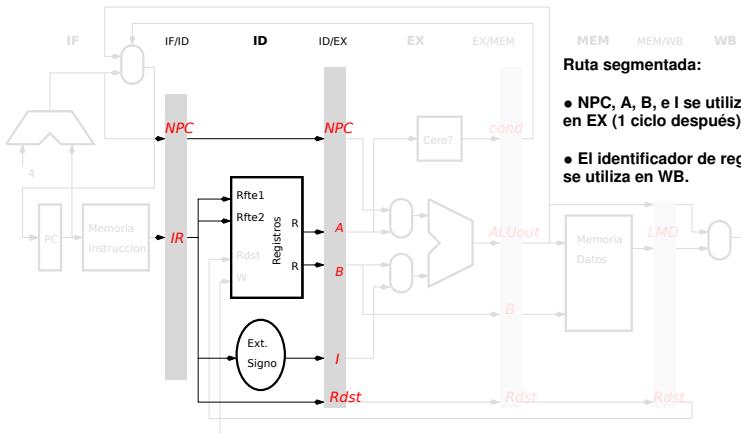 IF
IF/ID
ID
ID/EX
EX
EX/MEM
MEM
MEM/WB
WB
Ruta segmentada:
● NPC, A, B, e I se utiliz
en EX (1 ciclo después)
● El identificador de reg
se utiliza en WB.
NPC
NPC
Cero?
cond
4
PC
Memoria
Instruccion
IR
Rfte1
Rfte2
Rdst
W
Registros
R
R
A
B
ALUout
Memoria
Datos
LMD
B
Ext.
Signo
I
Rdst
Rdst
Rdst